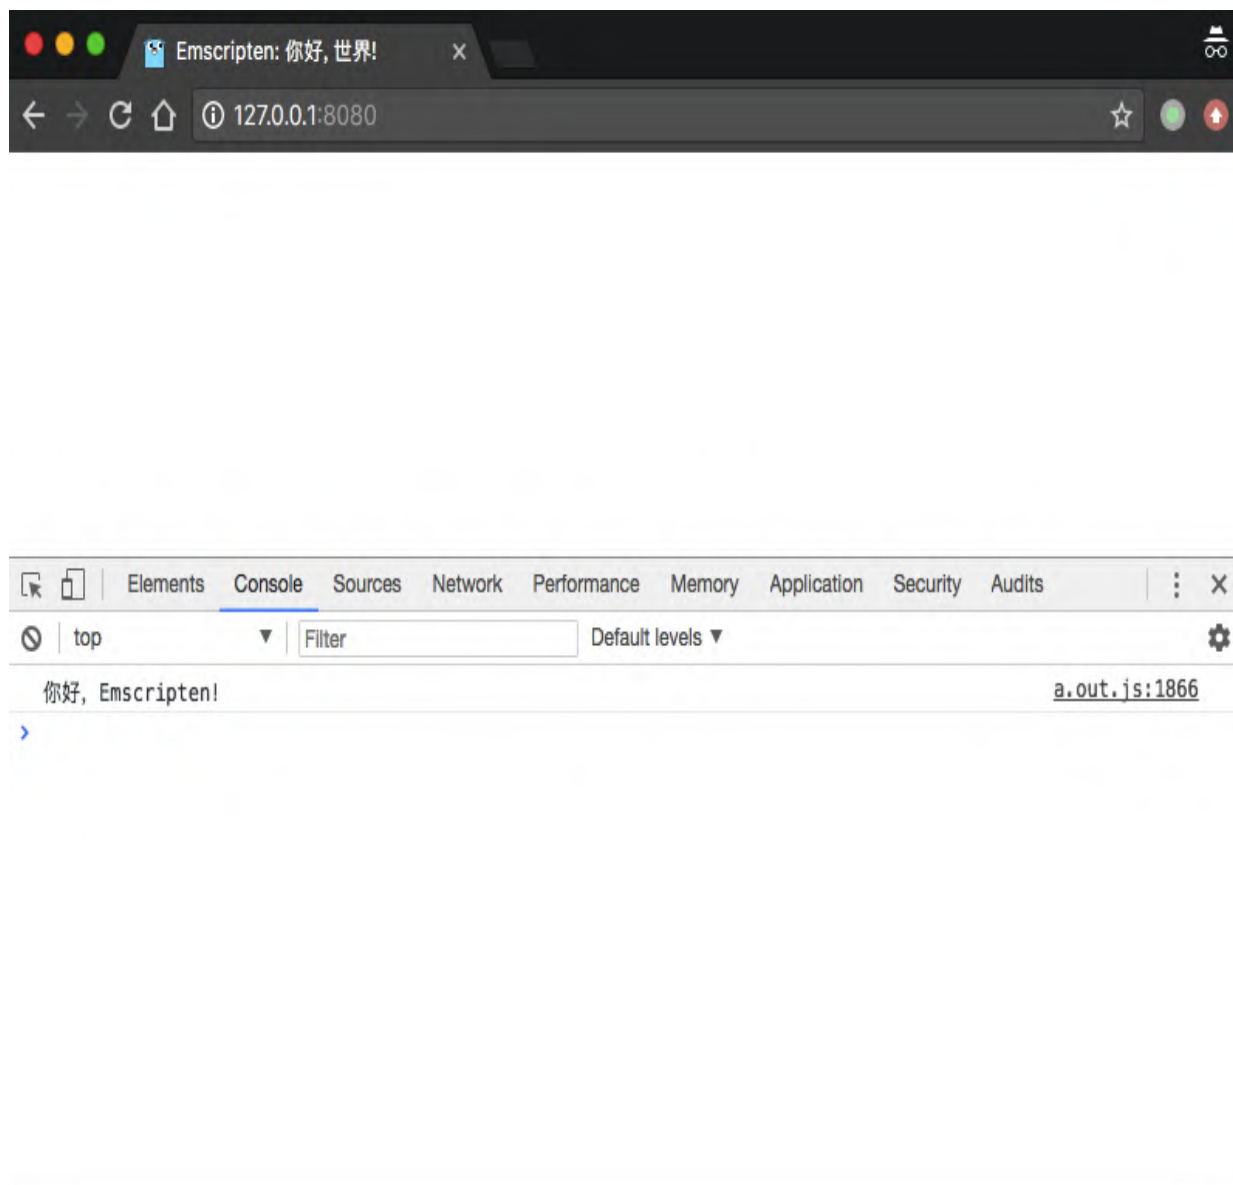 Emscripten: 你好, 世界!
127.0.0.1:8080
Elements Console Sources Network Performance Memory Application Security Audits
top Filter Default levels
你好, Emscripten! a.out.js:1866